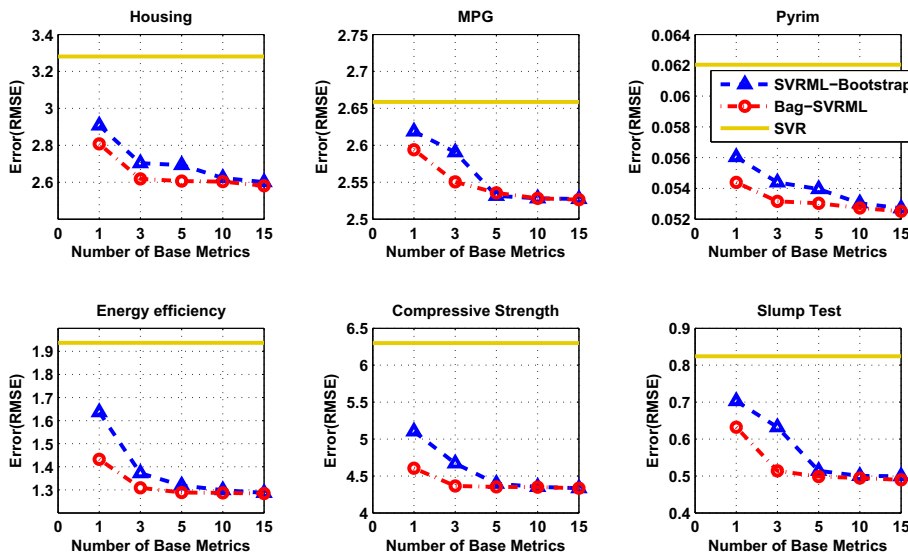 Housing
MPG
Pyrim
3.4
3.2
3
2.8
2.6
2.4
Error(RMSE)
0 1 3 5 10 15
Number of Base Metrics
2.75
2.7
2.65
2.6
2.55
2.5
Error(RMSE)
0 1 3 5 10 15
Number of Base Metrics
0.064
0.062
0.06
0.058
0.056
0.054
0.052
Error(RMSE)
SVRML−Bootstrap
Bag−SVRML
SVR
0 1 3 5 10 15
Number of Base Metrics
Energy efficiency
Compressive Strength
Slump Test
1.9
1.8
1.7
1.6
1.5
1.4
1.3
Error(RMSE)
0 1 3 5 10 15
Number of Base Metrics
6.5
6
5.5
5
4.5
4
Error(RMSE)
0 1 3 5 10 15
Number of Base Metrics
0.9
0.8
0.7
0.6
0.5
0.4
Error(RMSE)
0 1 3 5 10 15
Number of Base Metrics